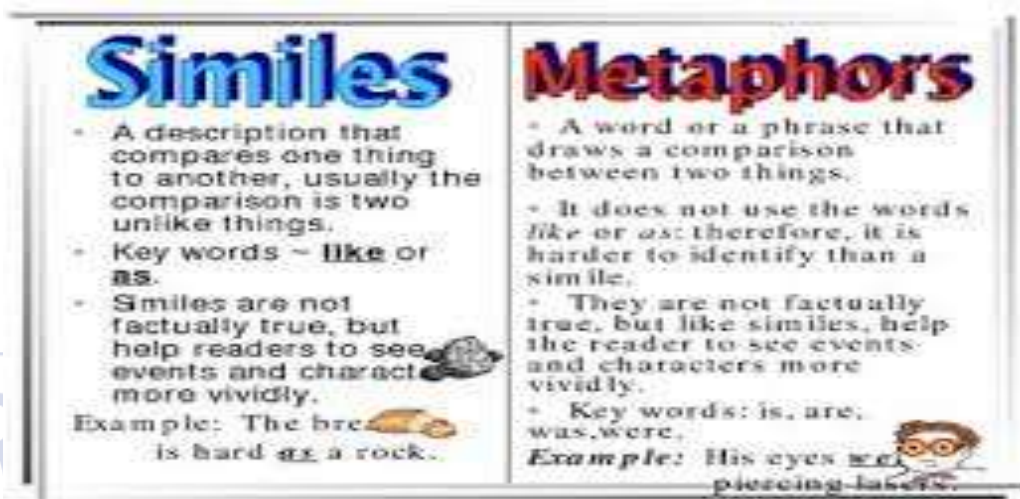 Similes
- A description that
compares one thing
to another, usually the
comparison is two
unlike things.
- Key words ~ like or
as.
- Similes are not
factually true, but
help readers to see
events and charact
more vividly.
Example: The bre
is hard as a rock.
Metaphors
- A word or a phrase that
draws a comparison
between two things.
- It does not use the words
like or as: therefore, it is
harder to identify than a
simile.
- They are not factually
true, but like similes, help
the reader to see events
and characters more
vividly.
- Key words: is, are,
was,were,
Example: His eyes we
piercing lasers.